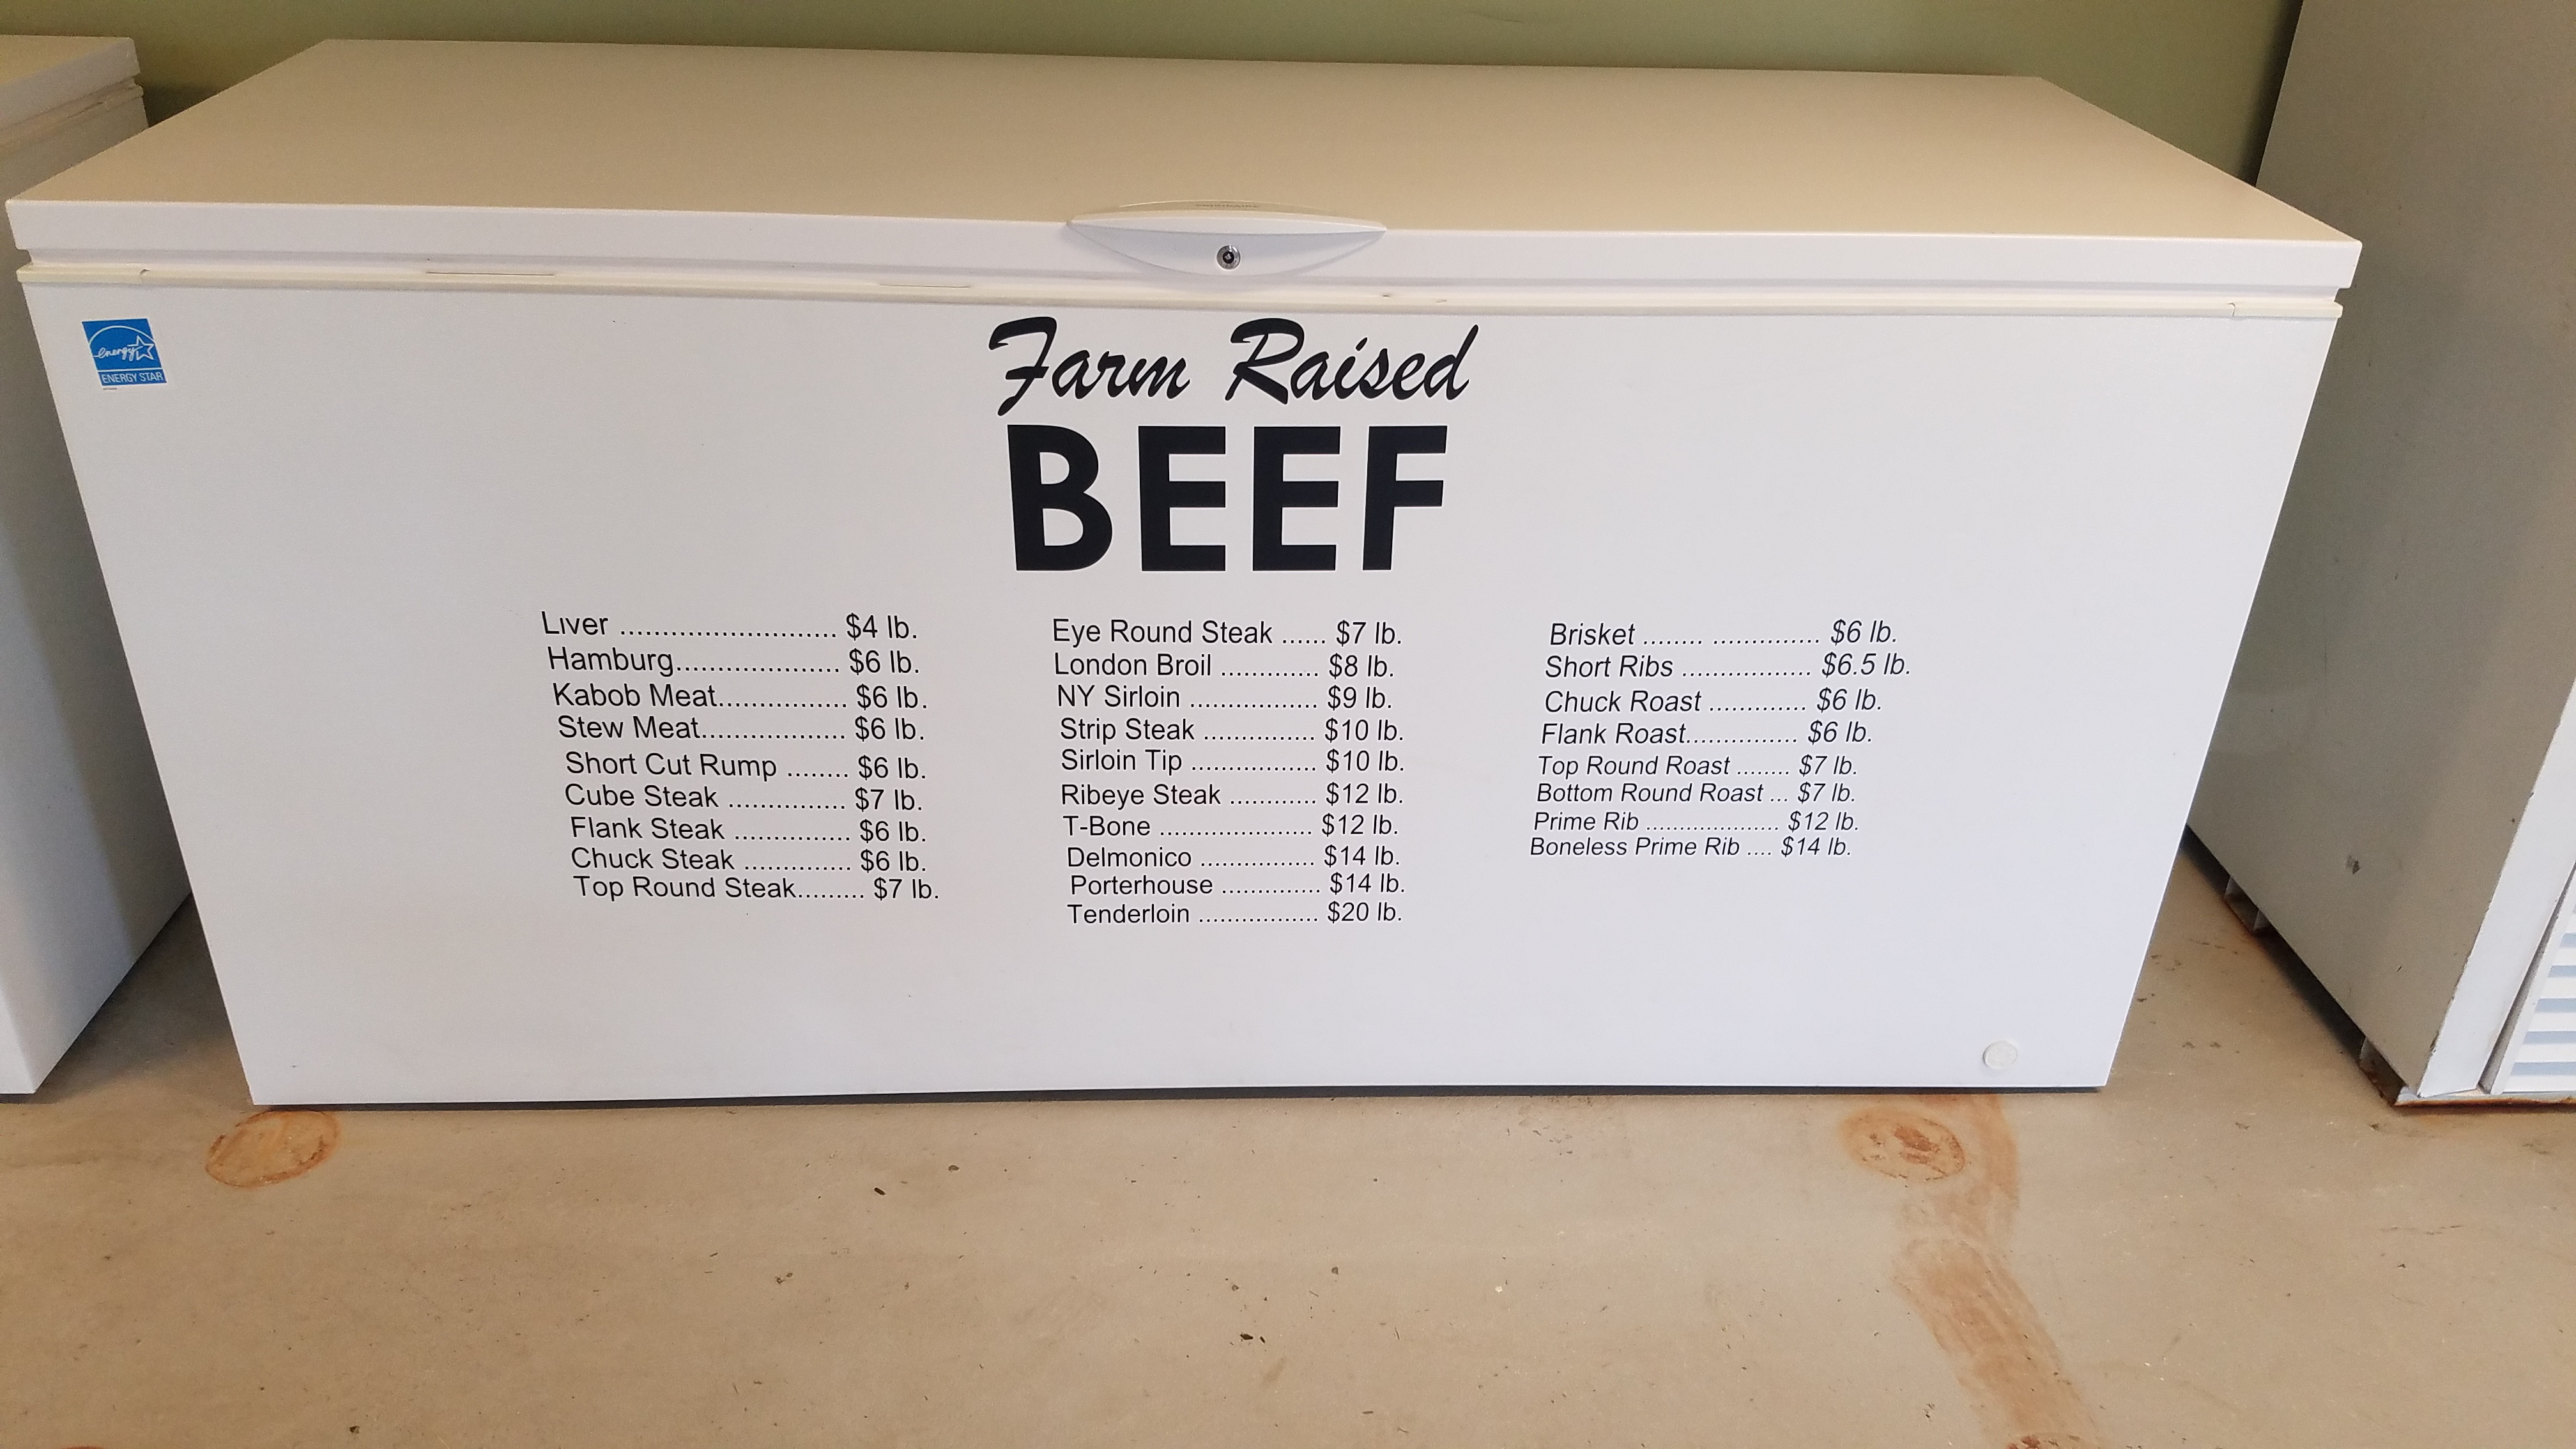 energy
ENERGY STAR
Farm Raised
BEEF
Liver ......................... $4 lb.
Hamburg................... $6 lb.
Kabob Meat............... $6 lb.
Stew Meat................. $6 lb.
Short Cut Rump ........ $6 lb.
Cube Steak ............... $7 lb.
Flank Steak ............... $6 lb.
Chuck Steak .............. $6 lb.
Top Round Steak......... $7 lb.
Eye Round Steak ...... $7 lb.
London Broil .............. $8 lb.
NY Sirloin .................. $9 lb.
Strip Steak ................ $10 lb.
Sirloin Tip .................. $10 lb.
Ribeye Steak ............. $12 lb.
T-Bone ...................... $12 lb.
Delmonico ................. $14 lb.
Porterhouse .............. $14 lb.
Tenderloin ................. $20 lb.
Brisket ........ .............. $6 lb.
Short Ribs .................. $6.5 lb.
Chuck Roast ............. $6 lb.
Flank Roast............... $6 lb.
Top Round Roast ........ $7 lb.
Bottom Round Roast ... $7 lb.
Prime Rib .................... $12 lb.
Boneless Prime Rib .... $14 lb.